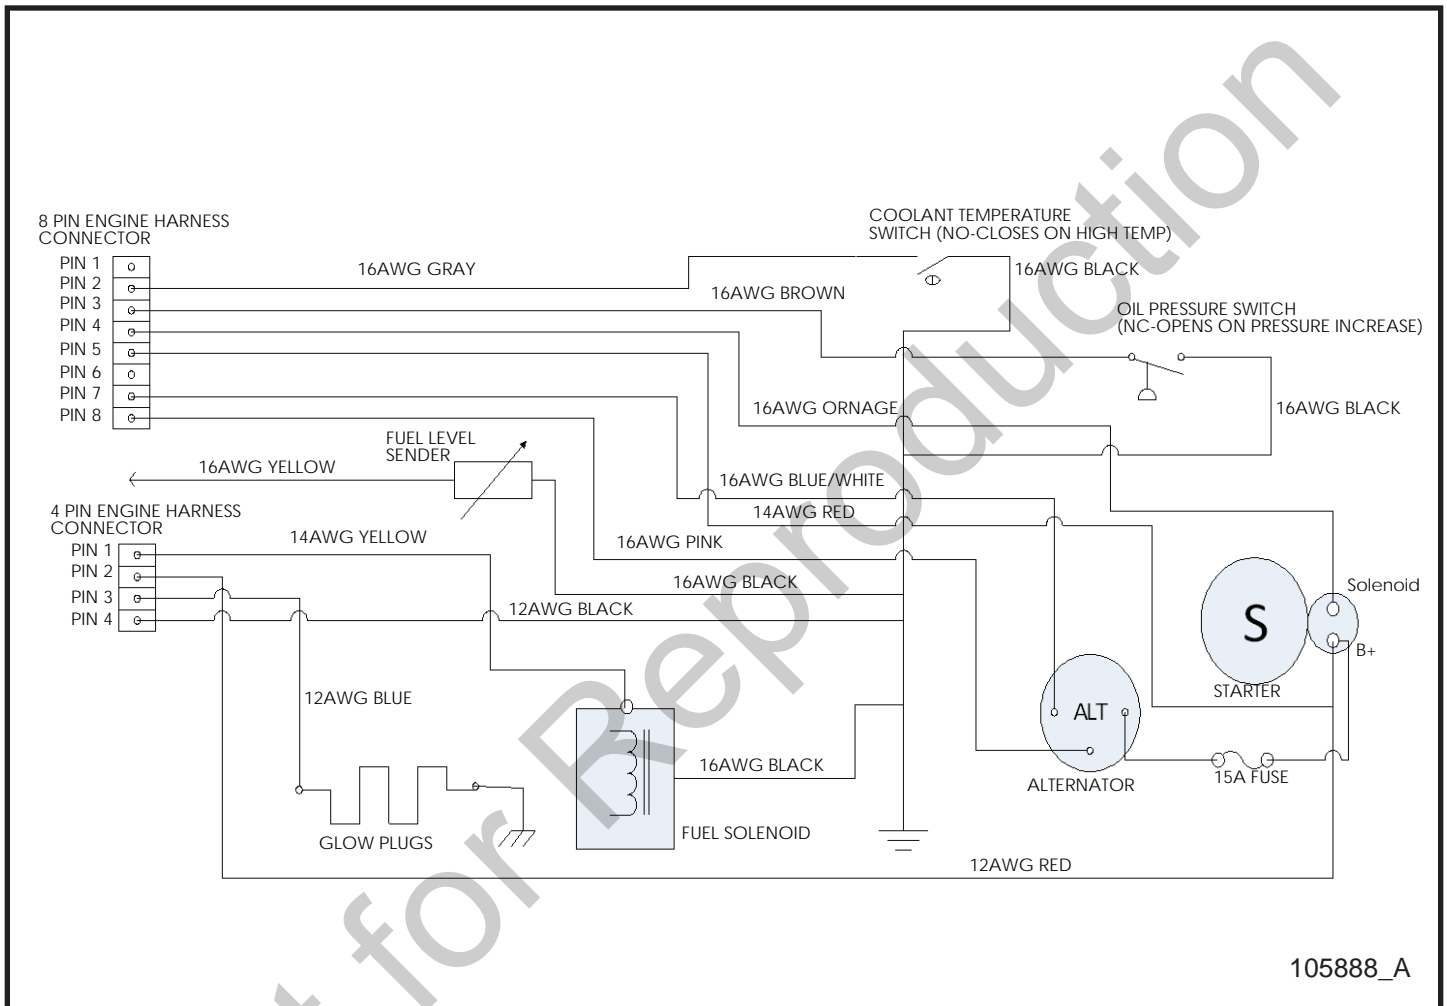 8 PIN ENGINE HARNESS
CONNECTOR
PIN 1
PIN 2
PIN 3
PIN 4
PIN 5
PIN 6
PIN 7
PIN 8
16AWG GRAY
COOLANT TEMPERATURE
SWITCH (NO-CLOSES ON HIGH TEMP)
16AWG BLACK
16AWG BROWN
OIL PRESSURE SWITCH
(NC-OPENS ON PRESSURE INCREASE)
16AWG ORNAGE
16AWG BLACK
FUEL LEVEL
SENDER
16AWG YELLOW
16AWG BLUE/WHITE
14AWG RED
4 PIN ENGINE HARNESS
CONNECTOR
PIN 1
PIN 2
PIN 3
PIN 4
14AWG YELLOW
16AWG PINK
16AWG BLACK
12AWG BLACK
Solenoid
S
B+
STARTER
12AWG BLUE
ALT
ALTERNATOR
15A FUSE
16AWG BLACK
FUEL SOLENOID
GLOW PLUGS
12AWG RED
105888_A
for Reproduction